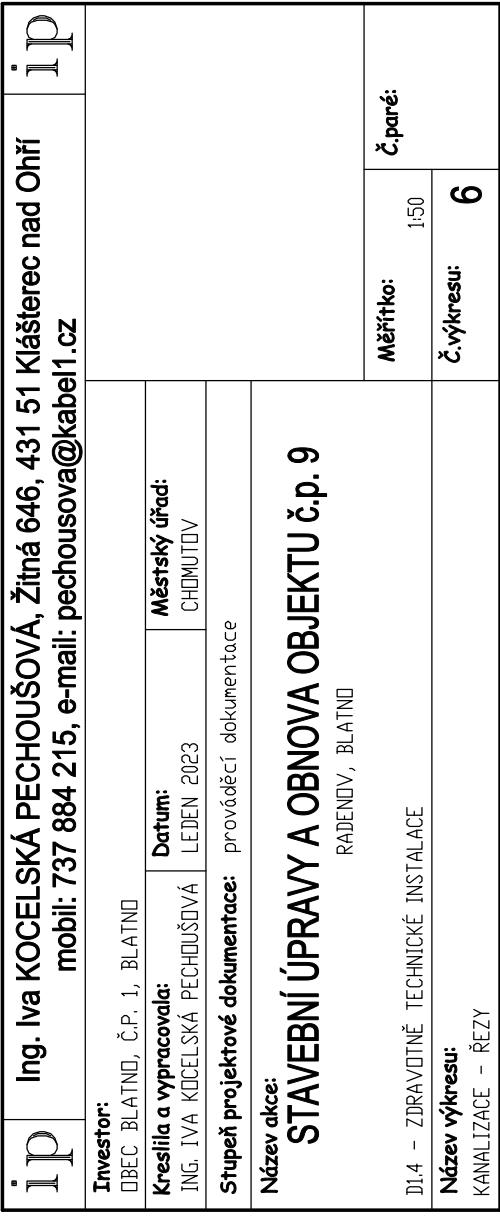 ip Ing. Iva KOCELSKÁ PECHOUŠOVÁ, Žitná 646, 431 51 Klášterec nad Ohří ip
mobil: 737 884 215, e-mail: pechousova@kabel1.cz
Investor:
OBEC BLATNO, Č.P. 1, BLATNO
Kreslila a vypracovala: Datum: Městský úřad:
ING. IVA KOCELSKÁ PECHOUŠOVÁ LEDEN 2023 CHOMUTOV
Stupeň projektové dokumentace: prováděcí dokumentace
Název akce:
STAVEBNÍ ÚPRAVY A OBNOVA OBJEKTU č.p. 9
RADENOV, BLATNO
D1.4 - ZDRAVOTNĚ TECHNICKÉ INSTALACE
Měřítko: Č.paré:
1:50
Název výkresu: Č.výkresu:
KANALIZACE - ŘEZY 6